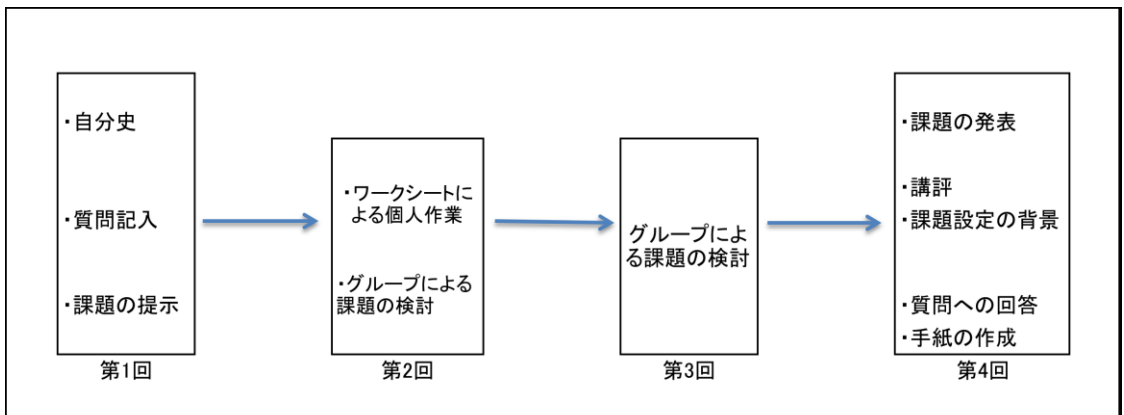 ・自分史
・質問記入
・課題の提示
第1回
・ワークシートに
よる個人作業
・グループによる
課題の検討
第2回
グループによ
る課題の検討
第3回
・課題の発表
・講評
・課題設定の背景
・質問への回答
・手紙の作成
第4回